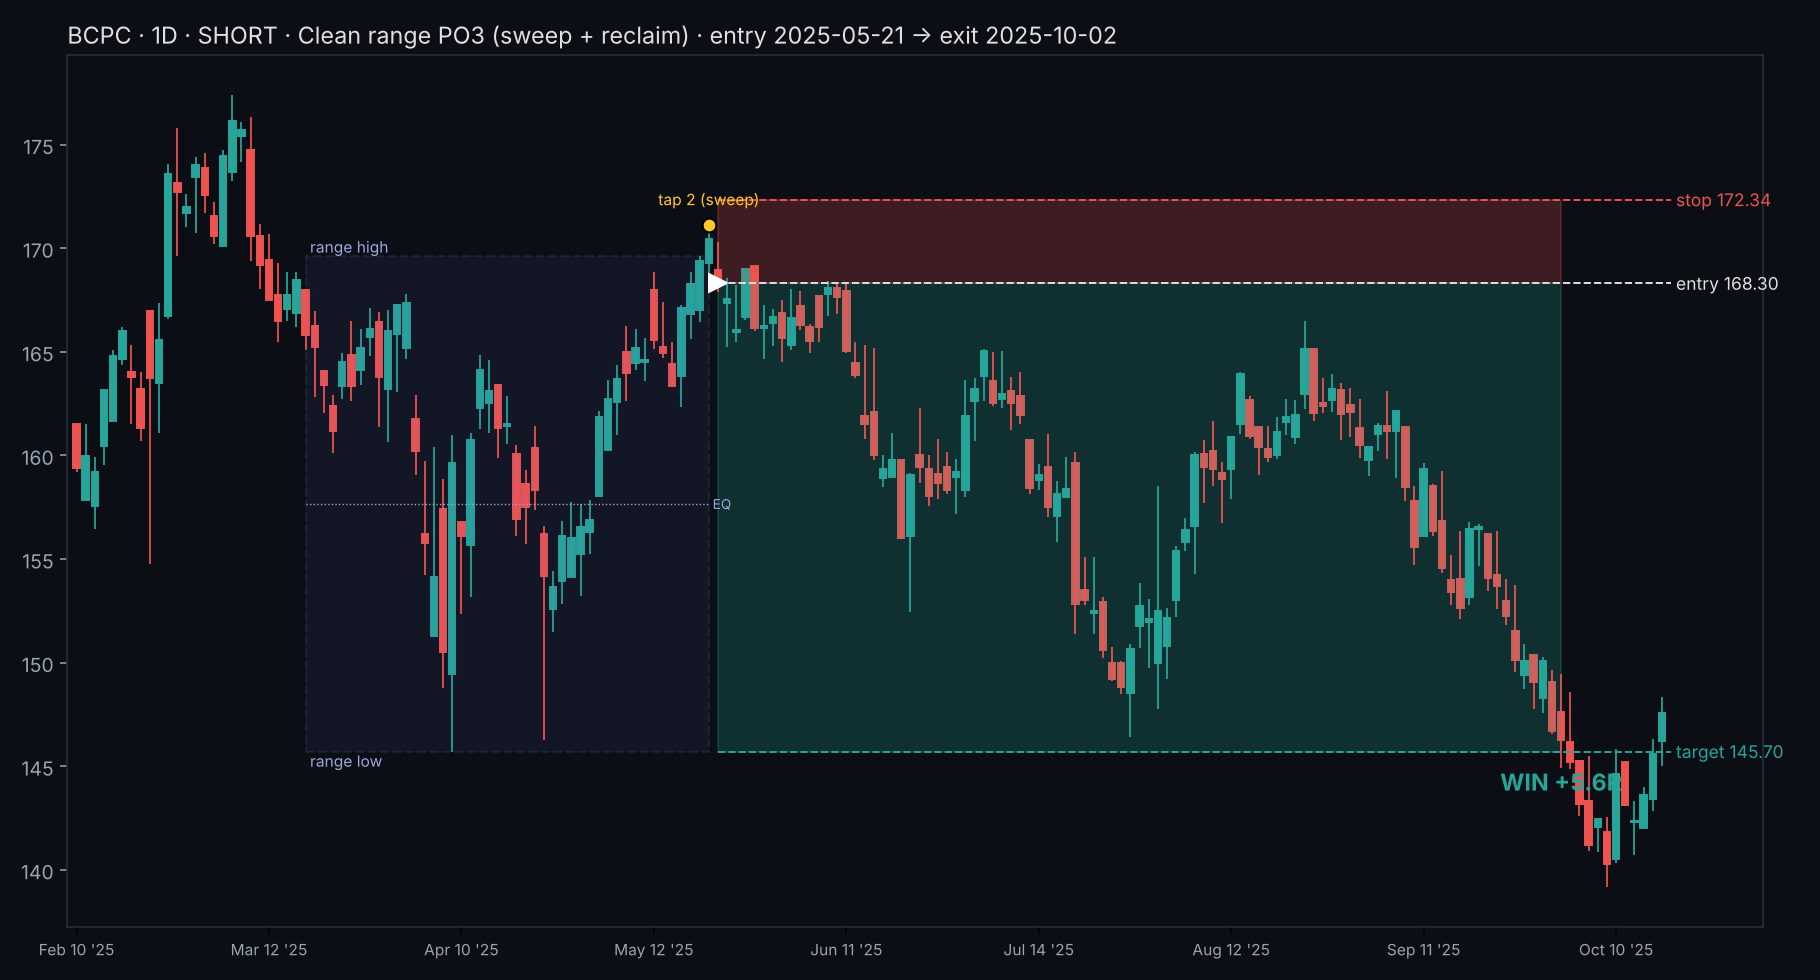 BCPC · 1D · SHORT · Clean range PO3 (sweep + reclaim) · entry 2025-05-21 → exit 2025-10-02
175
170
165
160
155
150
145
140
tap 2 (sweep)
stop 172.34
range high
entry 168.30
EQ
range low
target 145.70
WIN +5.6R
Feb 10 '25
Mar 12 '25
Apr 10 '25
May 12 '25
Jun 11 '25
Jul 14 '25
Aug 12 '25
Sep 11 '25
Oct 10 '25